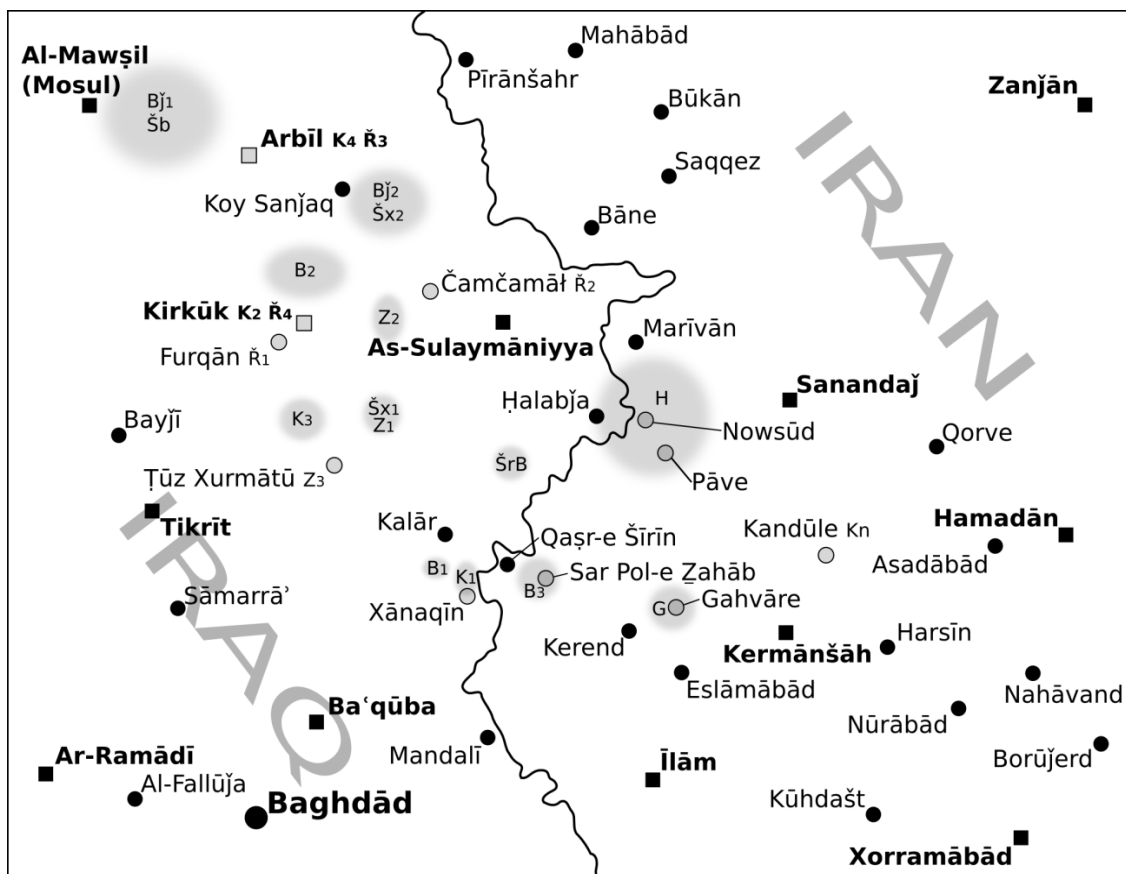 Mahābād
Al-Mawṣil
(Mosul)
Pīrānšahr
Zanǰān
Bǰ1
Šb
Būkān
Arbīl K4 Ř3
IRAN
Saqqez
Koy Sanǰaq
Bǰ2
Šx2
Bāne
B2
Čamčamāł Ř2
Kirkūk K2 Ř4
Z2
Marīvān
As-Sulaymāniyya
Furqān Ř1
Sanandaǰ
Ḥalabǰa
H
Bayǰī
K3
Šx1
Z1
Nowsūd
Qorve
ŠrB
Ṭūz Xurmātū Z3
Pāve
IRAQ
Tikrīt
Kalār
Qaṣr-e Šīrīn
Kandūle Kn
Hamadān
Asadābād
B1
K1
Sar Pol-e Ẕahāb
B3
Sāmarrāʾ
Xānaqīn
G
Gahvāre
Kerend
Kermānšāh
Harsīn
Eslāmābād
Nahāvand
Baʿqūba
Nūrābād
Mandalī
Ar-Ramādī
Īlām
Borūǰerd
Al-Fallūǰa
Baghdād
Kūhdašt
Xorramābād